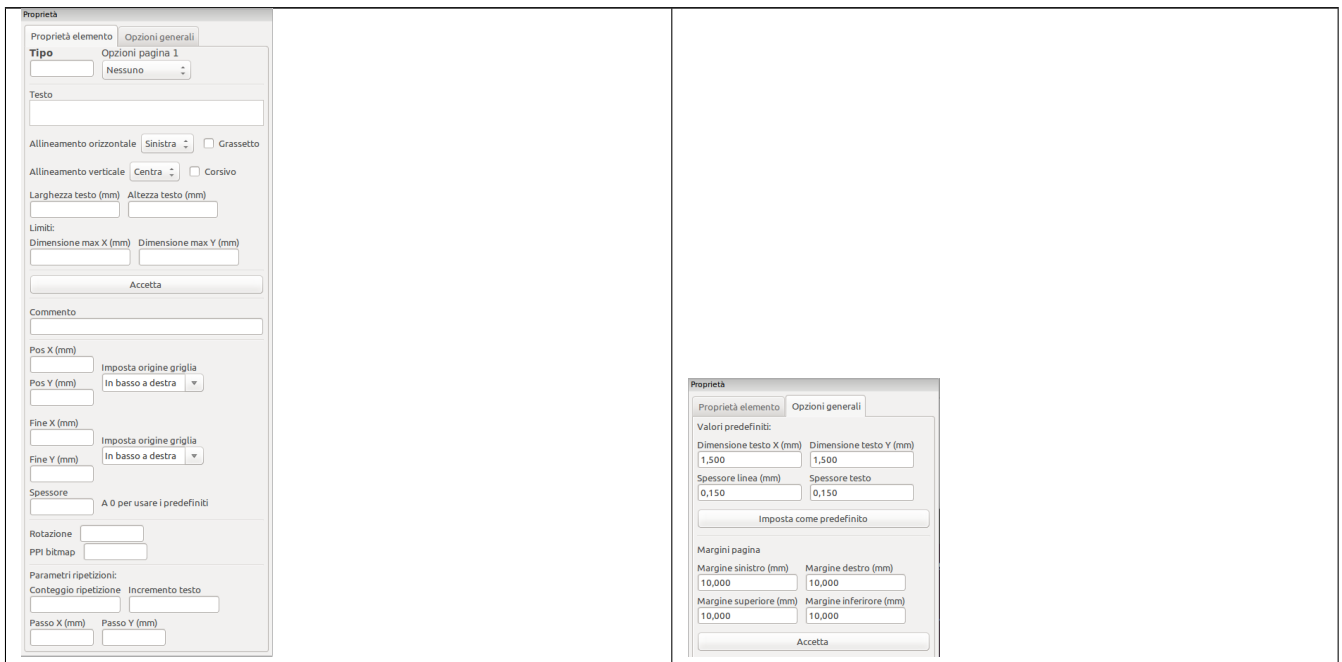 Proprietà
Proprietà elemento Opzioni generali
Tipo Opzioni pagina 1
Nessuno
Testo
Allineamento orizzontale Sinistra Grassetto
Allineamento verticale Centra Corsivo
Larghezza testo (mm) Altezza testo (mm)
Limiti:
Dimensione max X (mm) Dimensione max Y (mm)
Accetta
Commento
Pos X (mm)
Imposta origine griglia
Pos Y (mm) In basso a destra
Fine X (mm)
Imposta origine griglia
Fine Y (mm) In basso a destra
Spessore
A 0 per usare i predefiniti
Rotazione
PPI bitmap
Parametri ripetizioni:
Conteggio ripetizione Incremento testo
Passo X (mm) Passo Y (mm)
Proprietà
Proprietà elemento Opzioni generali
Valori predefiniti:
Dimensione testo X (mm) Dimensione testo Y (mm)
1,500 1,500
Spessore linea (mm) Spessore testo
0,150 0,150
Imposta come predefinito
Margini pagina
Margine sinistro (mm) Margine destro (mm)
10,000 10,000
Margine superiore (mm) Margine inferirore (mm)
10,000 10,000
Accetta